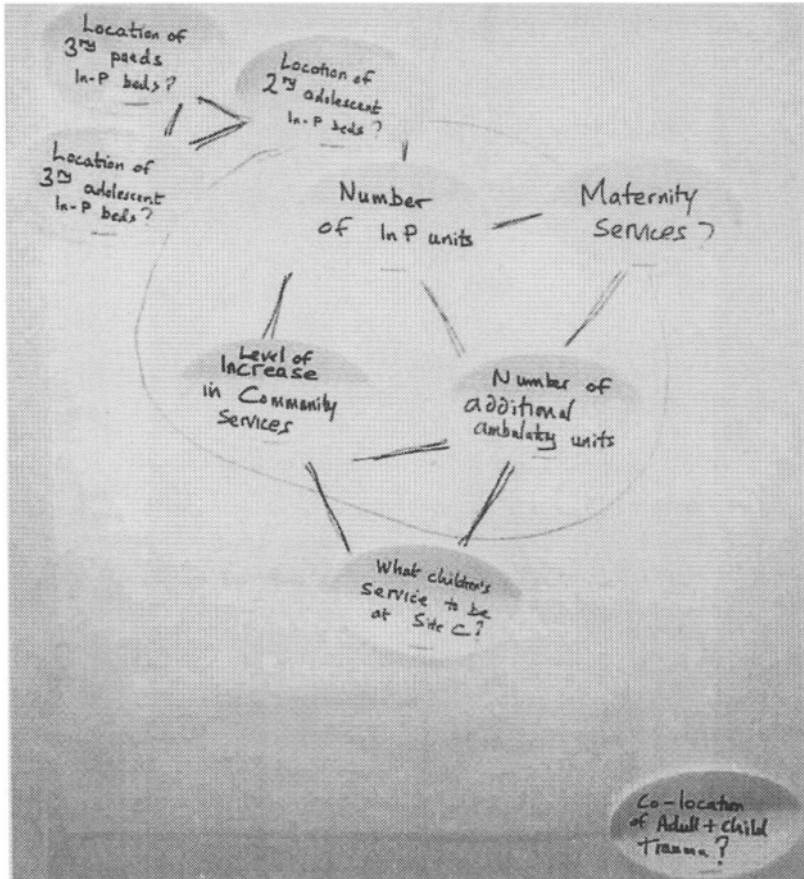 Location of
3ry paeds
In-P beds?
Location of
2ry adolescent
In-P beds?
Location of
3ry adolescent
In-P beds?
Number
of In P units
Maternity
Services?
Level of
Increase
in Community
Services
Number of
additional
ambulatory units
What children's
service to be
at Site C?
Co-location
of Adult + Child
Trauma?